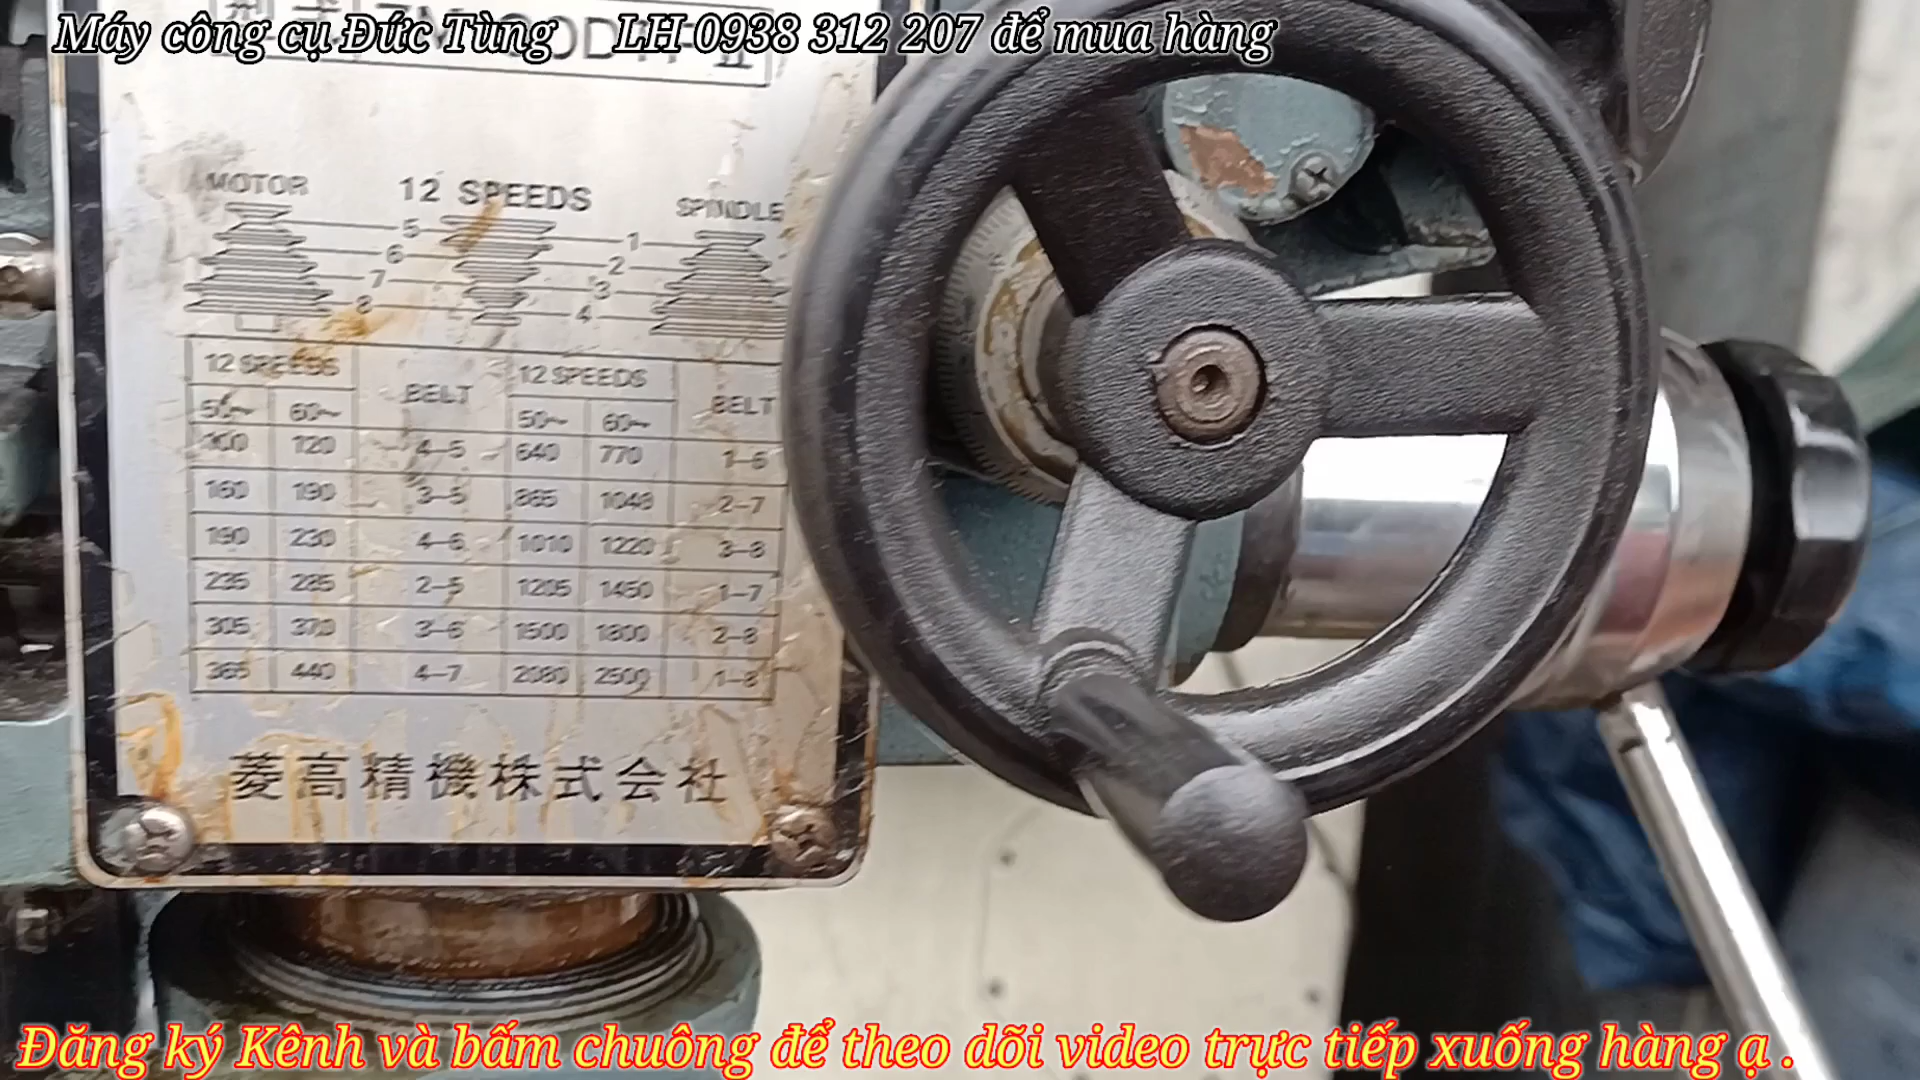 Máy công cụ Đức Tùng LH 0938 312 207 để mua hàng
MOTOR 12 SPEEDS SPINDLE
5 1
6 2
7 3
8 4
12 SPEEDS BELT 12 SPEEDS BELT
50~ 60~ 50~ 60~
100 120 4-5 640 770 1-6
160 190 3-5 865 1048 2-7
190 230 4-6 1010 1220 3-8
235 285 2-5 1205 1450 1-7
305 370 3-6 1500 1800 2-8
365 440 4-7 2080 2500 1-8
菱高精機株式会社
Đăng ký Kênh và bấm chuông để theo dõi video trực tiếp xuống hàng ạ .